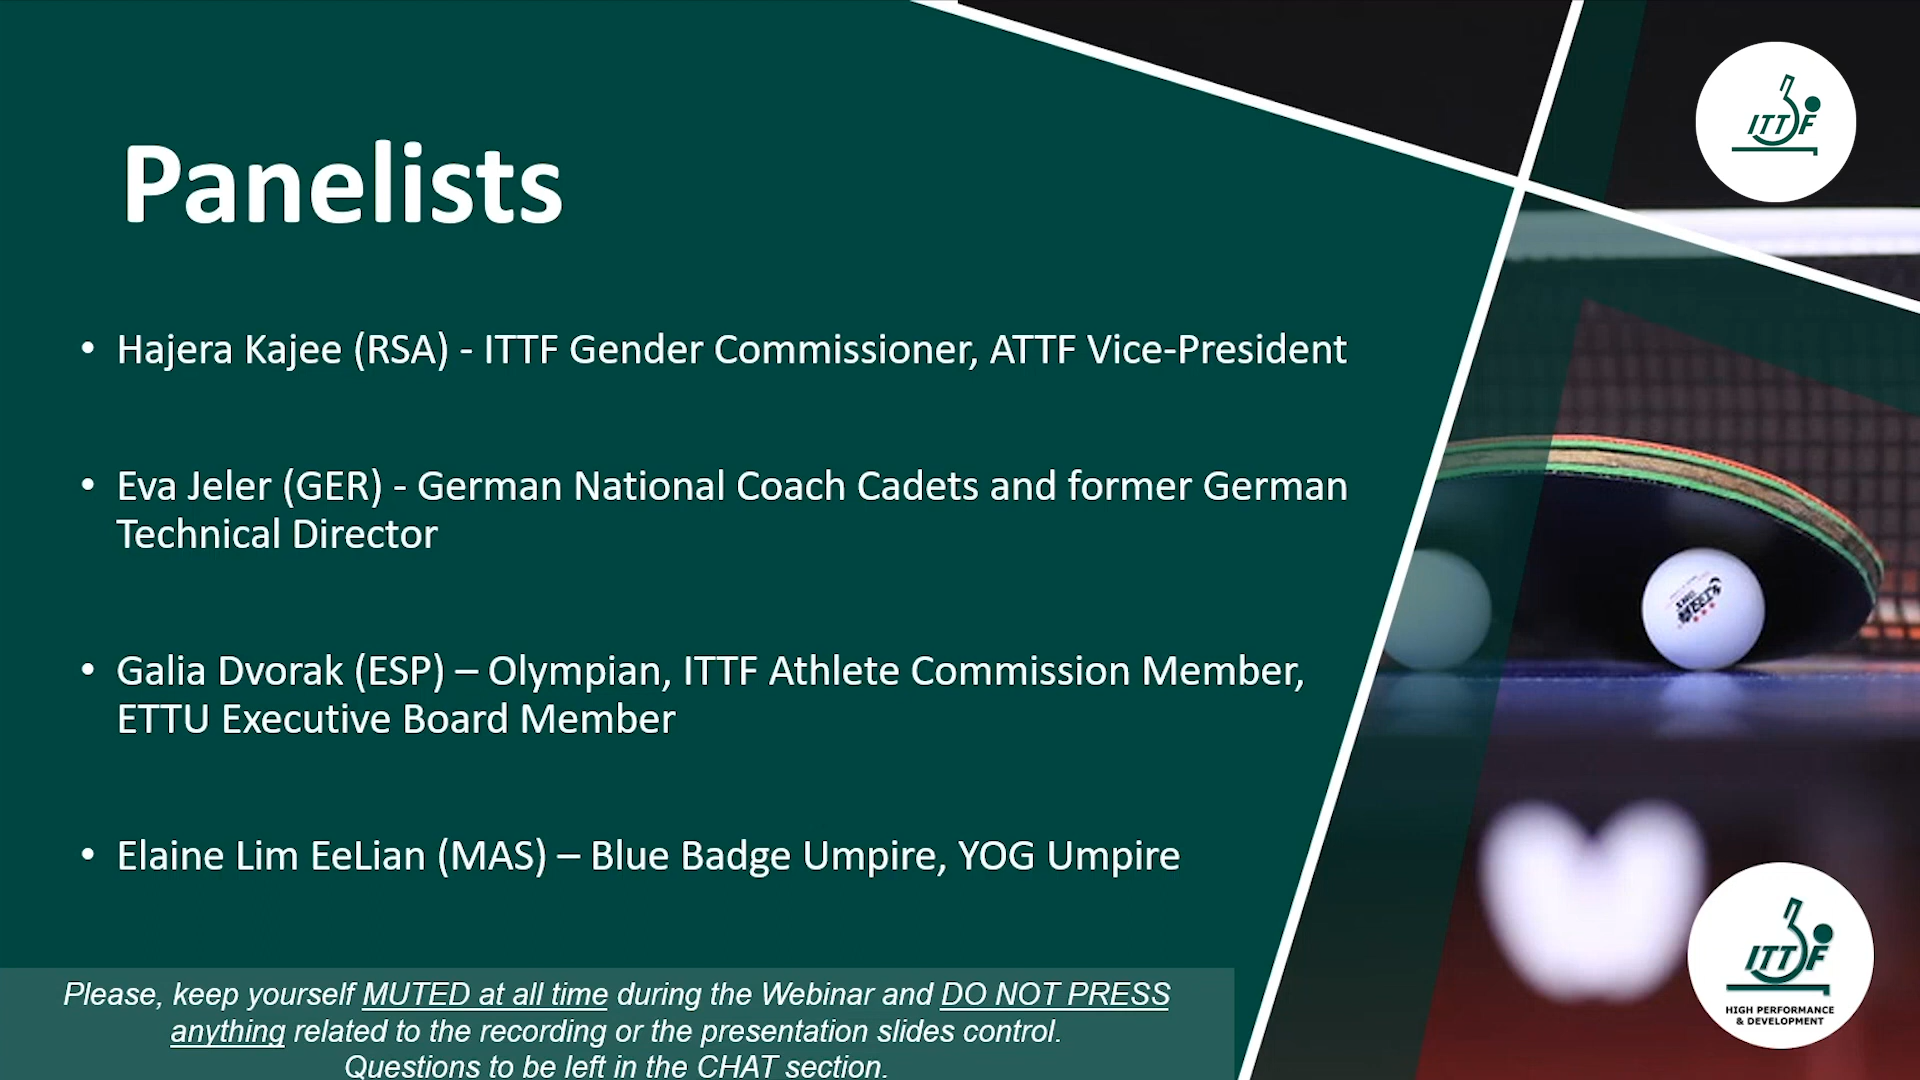 ITTF
Panelists
• Hajera Kajee (RSA) - ITTF Gender Commissioner, ATTF Vice-President
• Eva Jeler (GER) - German National Coach Cadets and former German
Technical Director
• Galia Dvorak (ESP) – Olympian, ITTF Athlete Commission Member,
ETTU Executive Board Member
• Elaine Lim EeLian (MAS) – Blue Badge Umpire, YOG Umpire
Please, keep yourself MUTED at all time during the Webinar and DO NOT PRESS
anything related to the recording or the presentation slides control.
Questions to be left in the CHAT section.
ITTF
HIGH PERFORMANCE
& DEVELOPMENT